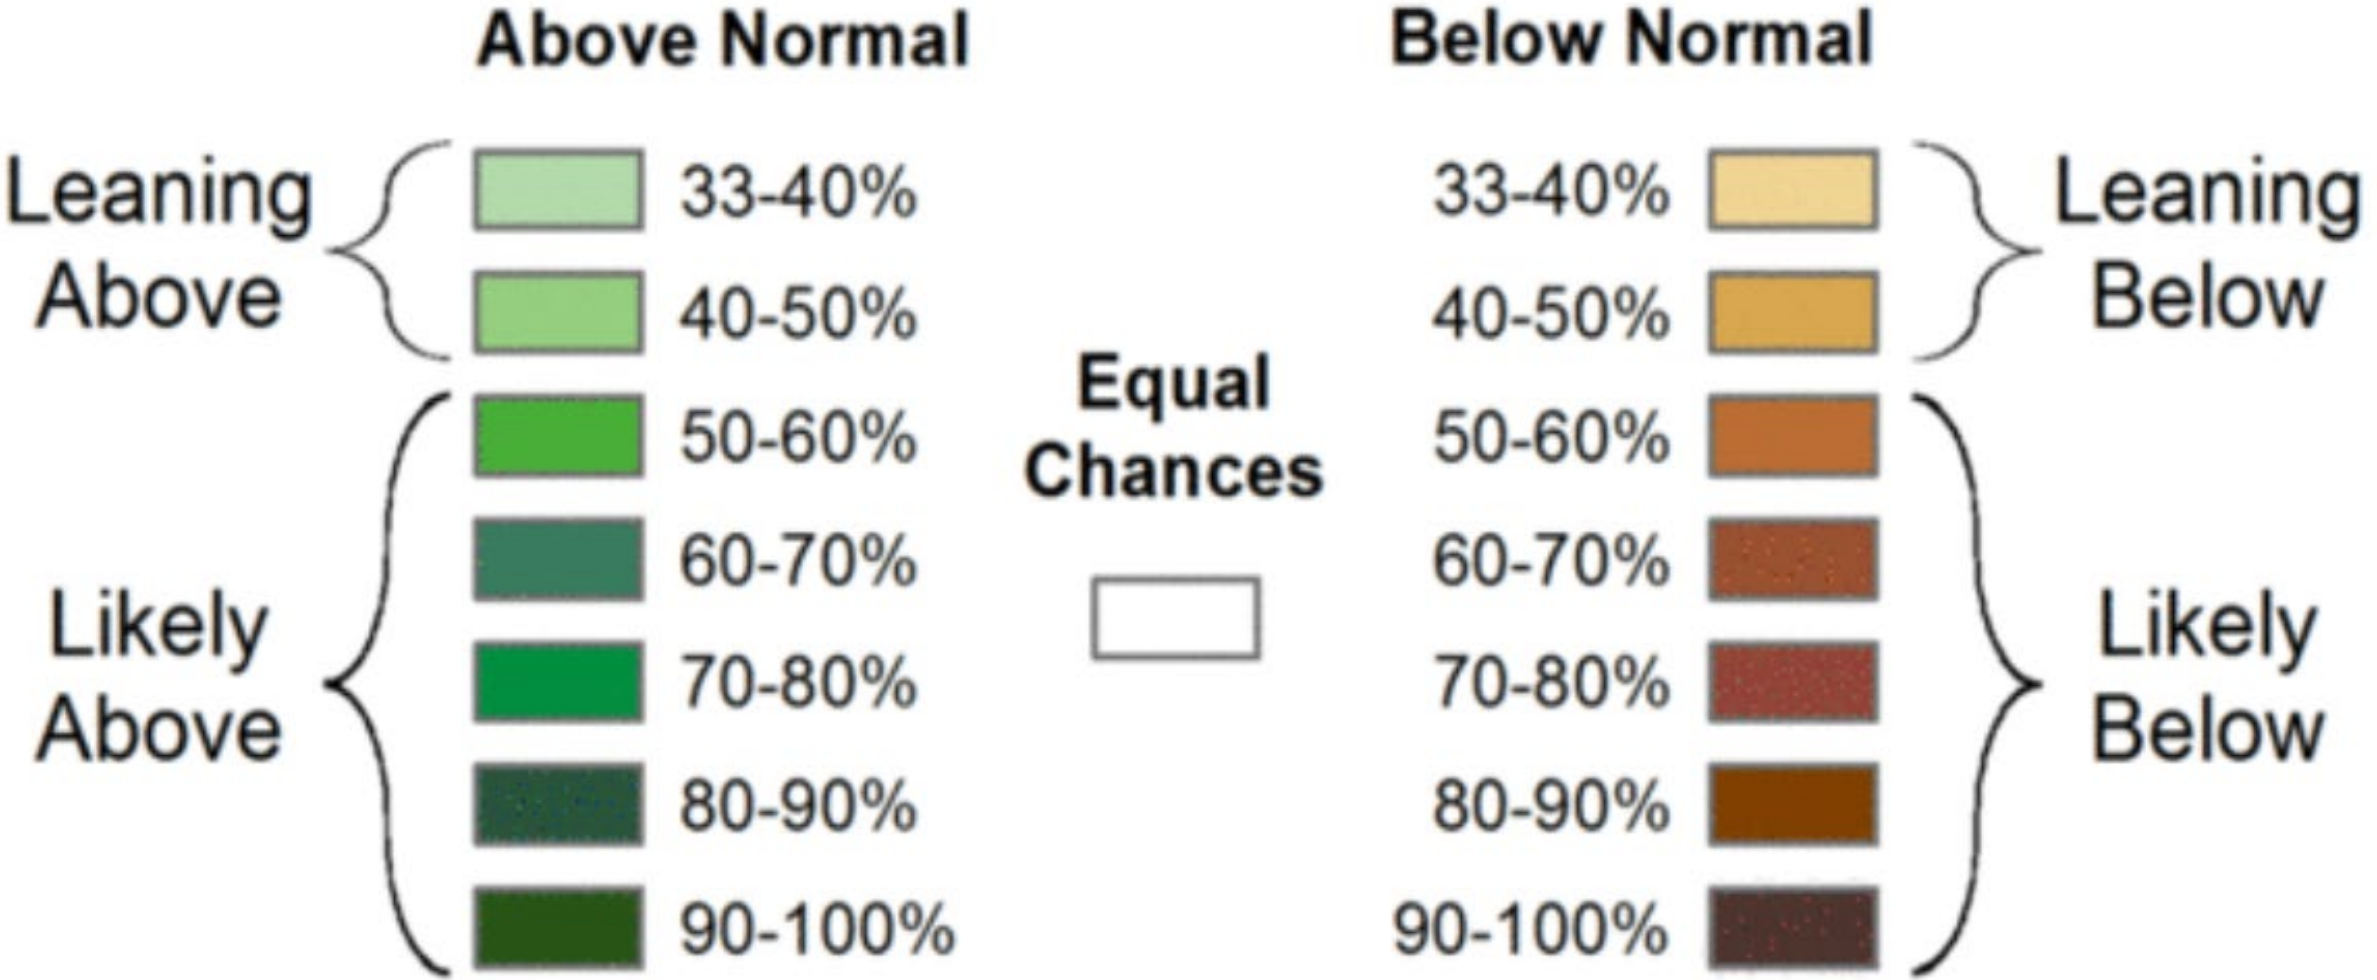 Above Normal
Below Normal
Leaning
Above
33-40%
40-50%
Likely
Above
50-60%
60-70%
70-80%
80-90%
90-100%
Equal
Chances
33-40%
40-50%
Leaning
Below
50-60%
60-70%
70-80%
80-90%
90-100%
Likely
Below